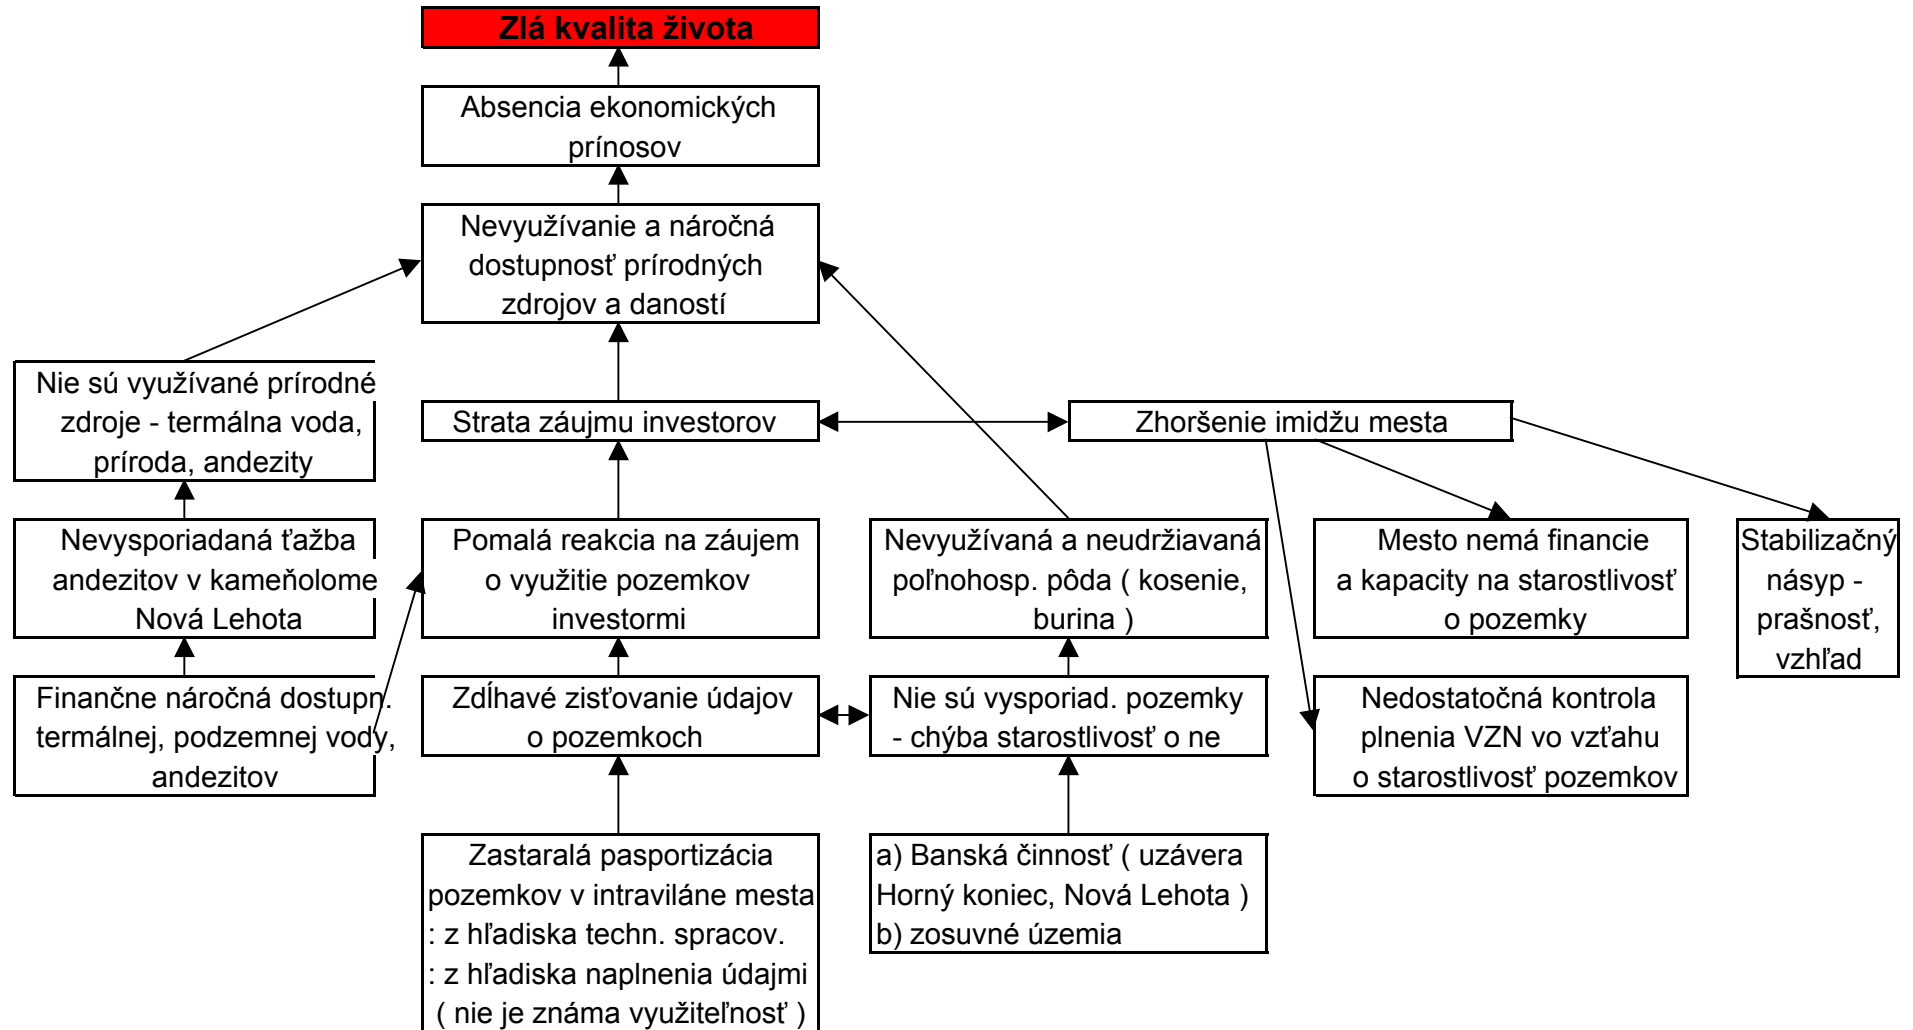 Zlá kvalita života
Absencia ekonomických
prínosov
Nevyužívanie a náročná
dostupnosť prírodných
zdrojov a daností
Nie sú využívané prírodné
zdroje - termálna voda,
príroda, andezity
Strata záujmu investorov
Zhoršenie imidžu mesta
Nevysporiadaná ťažba
andezitov v kameňolome
Nová Lehota
Pomalá reakcia na záujem
o využitie pozemkov
investormi
Nevyužívaná a neudržiavaná
poľnohosp. pôda ( kosenie,
burina )
Mesto nemá financie
a kapacity na starostlivosť
o pozemky
Stabilizačný
násyp -
prašnosť,
vzhľad
Finančne náročná dostupn.
termálnej, podzemnej vody,
andezitov
Zdĺhavé zisťovanie údajov
o pozemkoch
Nie sú vysporiad. pozemky
- chýba starostlivosť o ne
Nedostatočná kontrola
plnenia VZN vo vzťahu
o starostlivosť pozemkov
Zastaralá pasportizácia
pozemkov v intraviláne mesta
: z hľadiska techn. spracov.
: z hľadiska naplnenia údajmi
( nie je známa využiteľnosť )
a) Banská činnosť ( uzávera
Horný koniec, Nová Lehota )
b) zosuvné územia